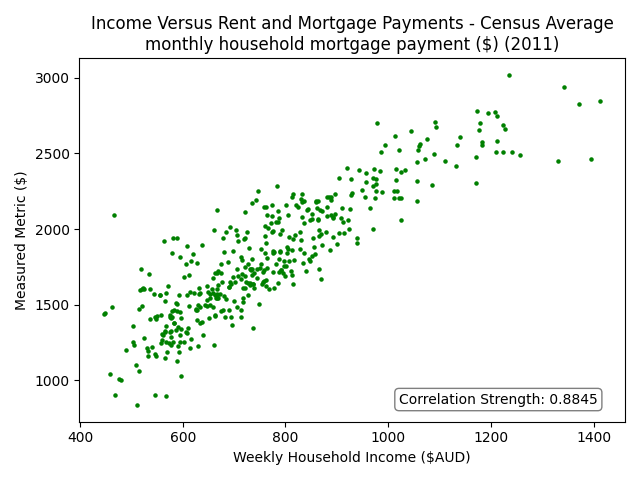 Income Versus Rent and Mortgage Payments - Census Average
monthly household mortgage payment ($) (2011)
Measured Metric ($)
3000
2500
2000
1500
1000
Correlation Strength: 0.8845
400 600 800 1000 1200 1400
Weekly Household Income ($AUD)